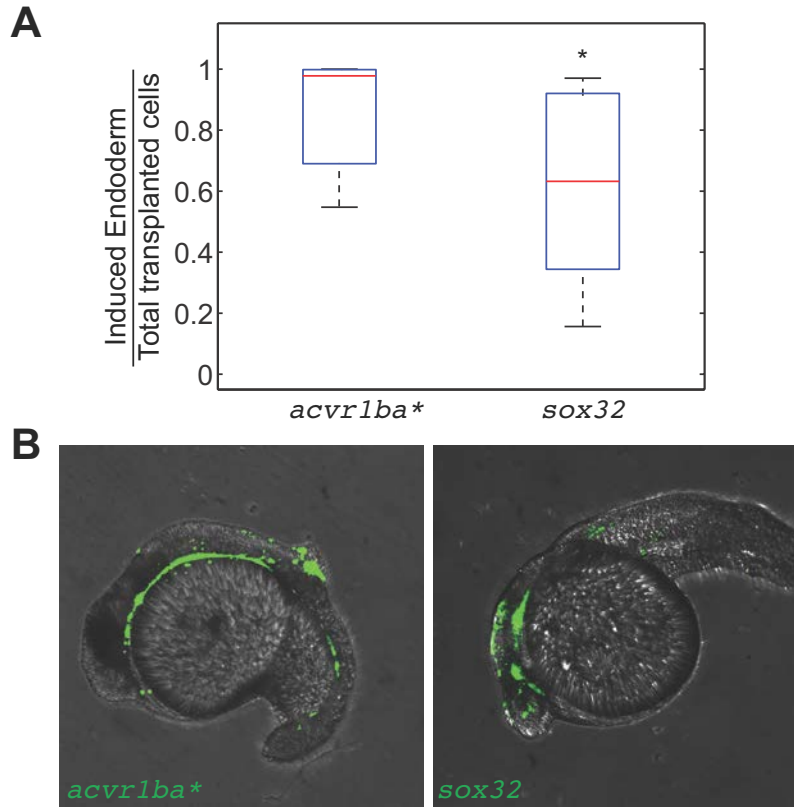 A
Induced Endoderm
Total transplanted cells
*
1
0.8
0.6
0.4
0.2
0
acvr1ba* sox32
B
acvr1ba* sox32